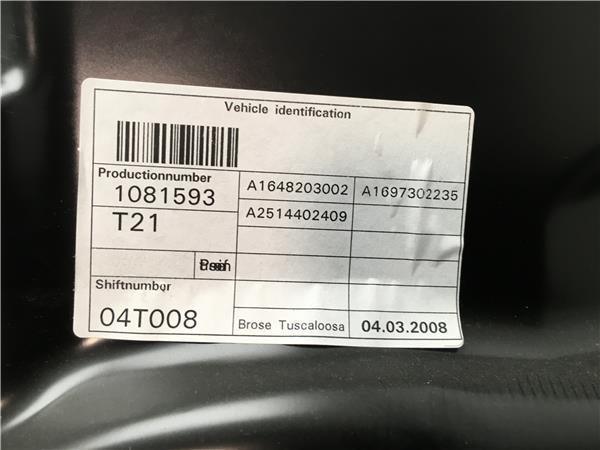 Vehicle identification
Productionnumber
1081593
A1648203002
A1697302235
T21
A2514402409
Shiftnumber
04T008
Brose Tuscaloosa
04.03.2008